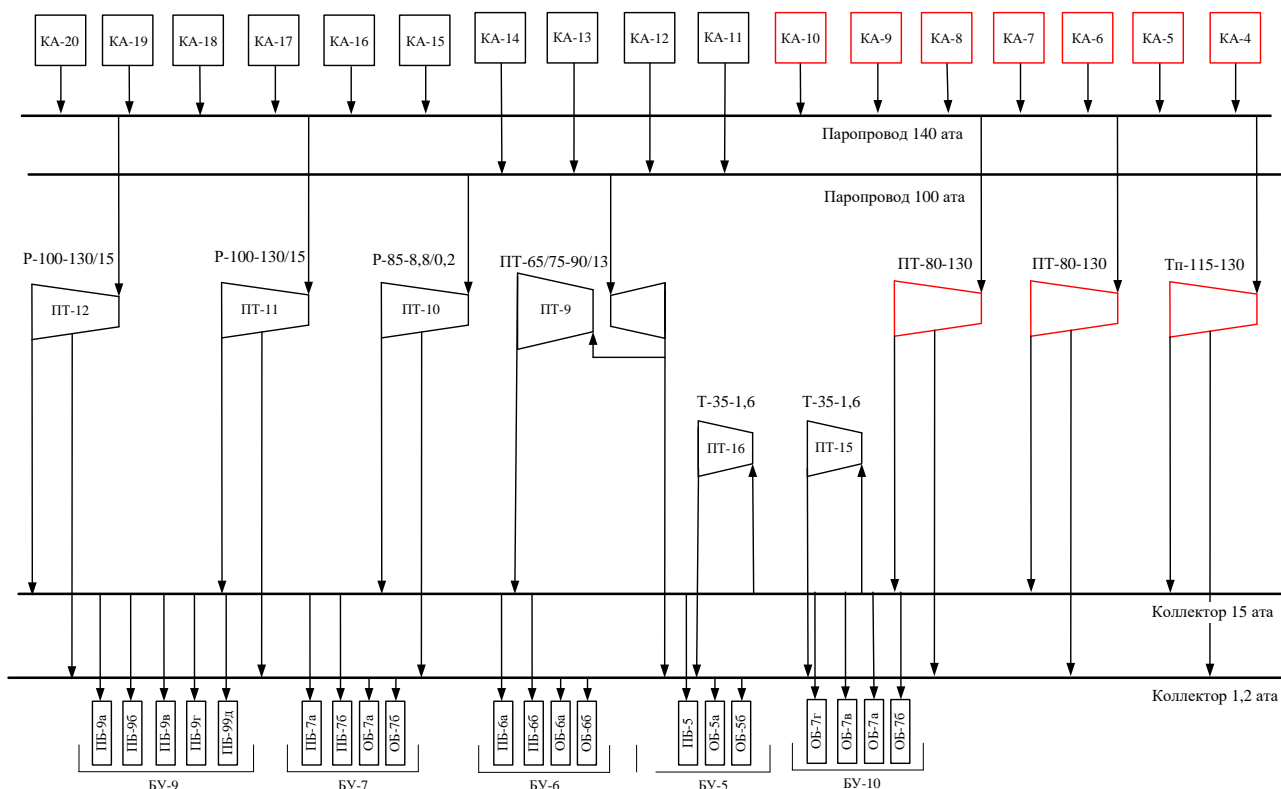 КА-20
КА-19
КА-18
КА-17
КА-16
КА-15
КА-14
КА-13
КА-12
КА-11
КА-10
КА-9
КА-8
КА-7
КА-6
КА-5
КА-4
Паропровод 140 ата
Паропровод 100 ата
Р-100-130/15
Р-100-130/15
Р-85-8,8/0,2
ПТ-65/75-90/13
ПТ-80-130
ПТ-80-130
Тп-115-130
ПТ-12
ПТ-11
ПТ-10
ПТ-9
Т-35-1,6
Т-35-1,6
ПТ-16
ПТ-15
Коллектор 15 ата
Коллектор 1,2 ата
ПБ-9а
ПБ-9б
ПБ-9в
ПБ-9г
ПБ-99д
ПБ-7а
ПБ-7б
ОБ-7а
ОБ-7б
ПБ-6а
ПБ-6б
ОБ-6а
ОБ-6б
ПБ-5
ОБ-5а
ОБ-5б
ОБ-7г
ОБ-7в
ОБ-7а
ОБ-7б
БУ-9
БУ-7
БУ-6
БУ-5
БУ-10